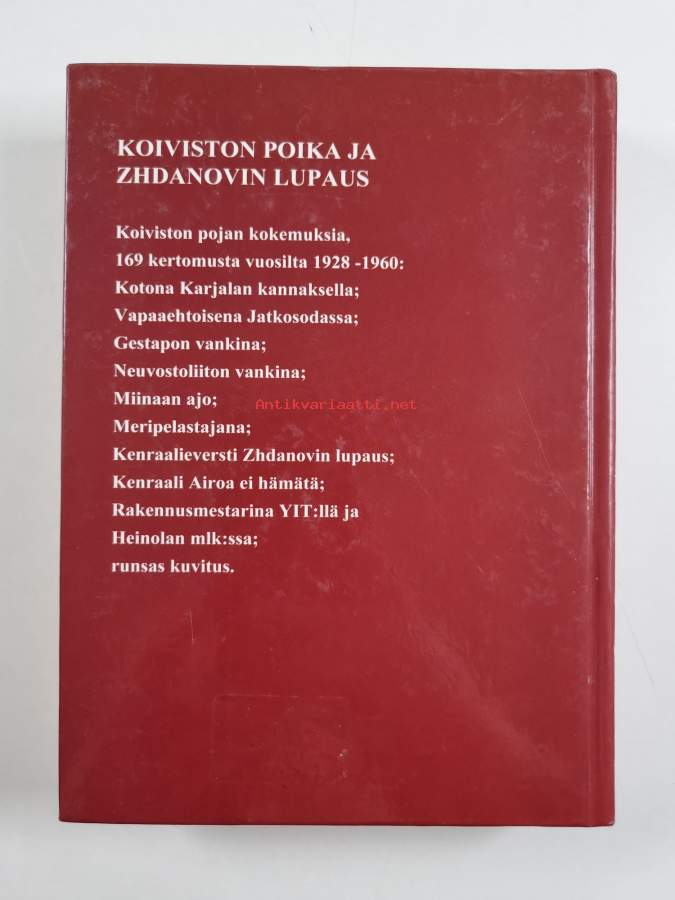 KOIVISTON POIKA JA
ZHDANOVIN LUPAUS
Koiviston pojan kokemuksia,
169 kertomusta vuosilta 1928 -1960:
Kotona Karjalan kannaksella;
Vapaaehtoisena Jatkosodassa;
Gestapon vankina;
Neuvostoliiton vankina;
Miinaan ajo;
Antikvariaatti.net
Meripelastajana;
Kenraalieversti Zhdanovin lupaus;
Kenraali Airoa ei hämätä;
Rakennusmestarina YIT:llä ja
Heinolan mlk:ssa;
runsas kuvitus.